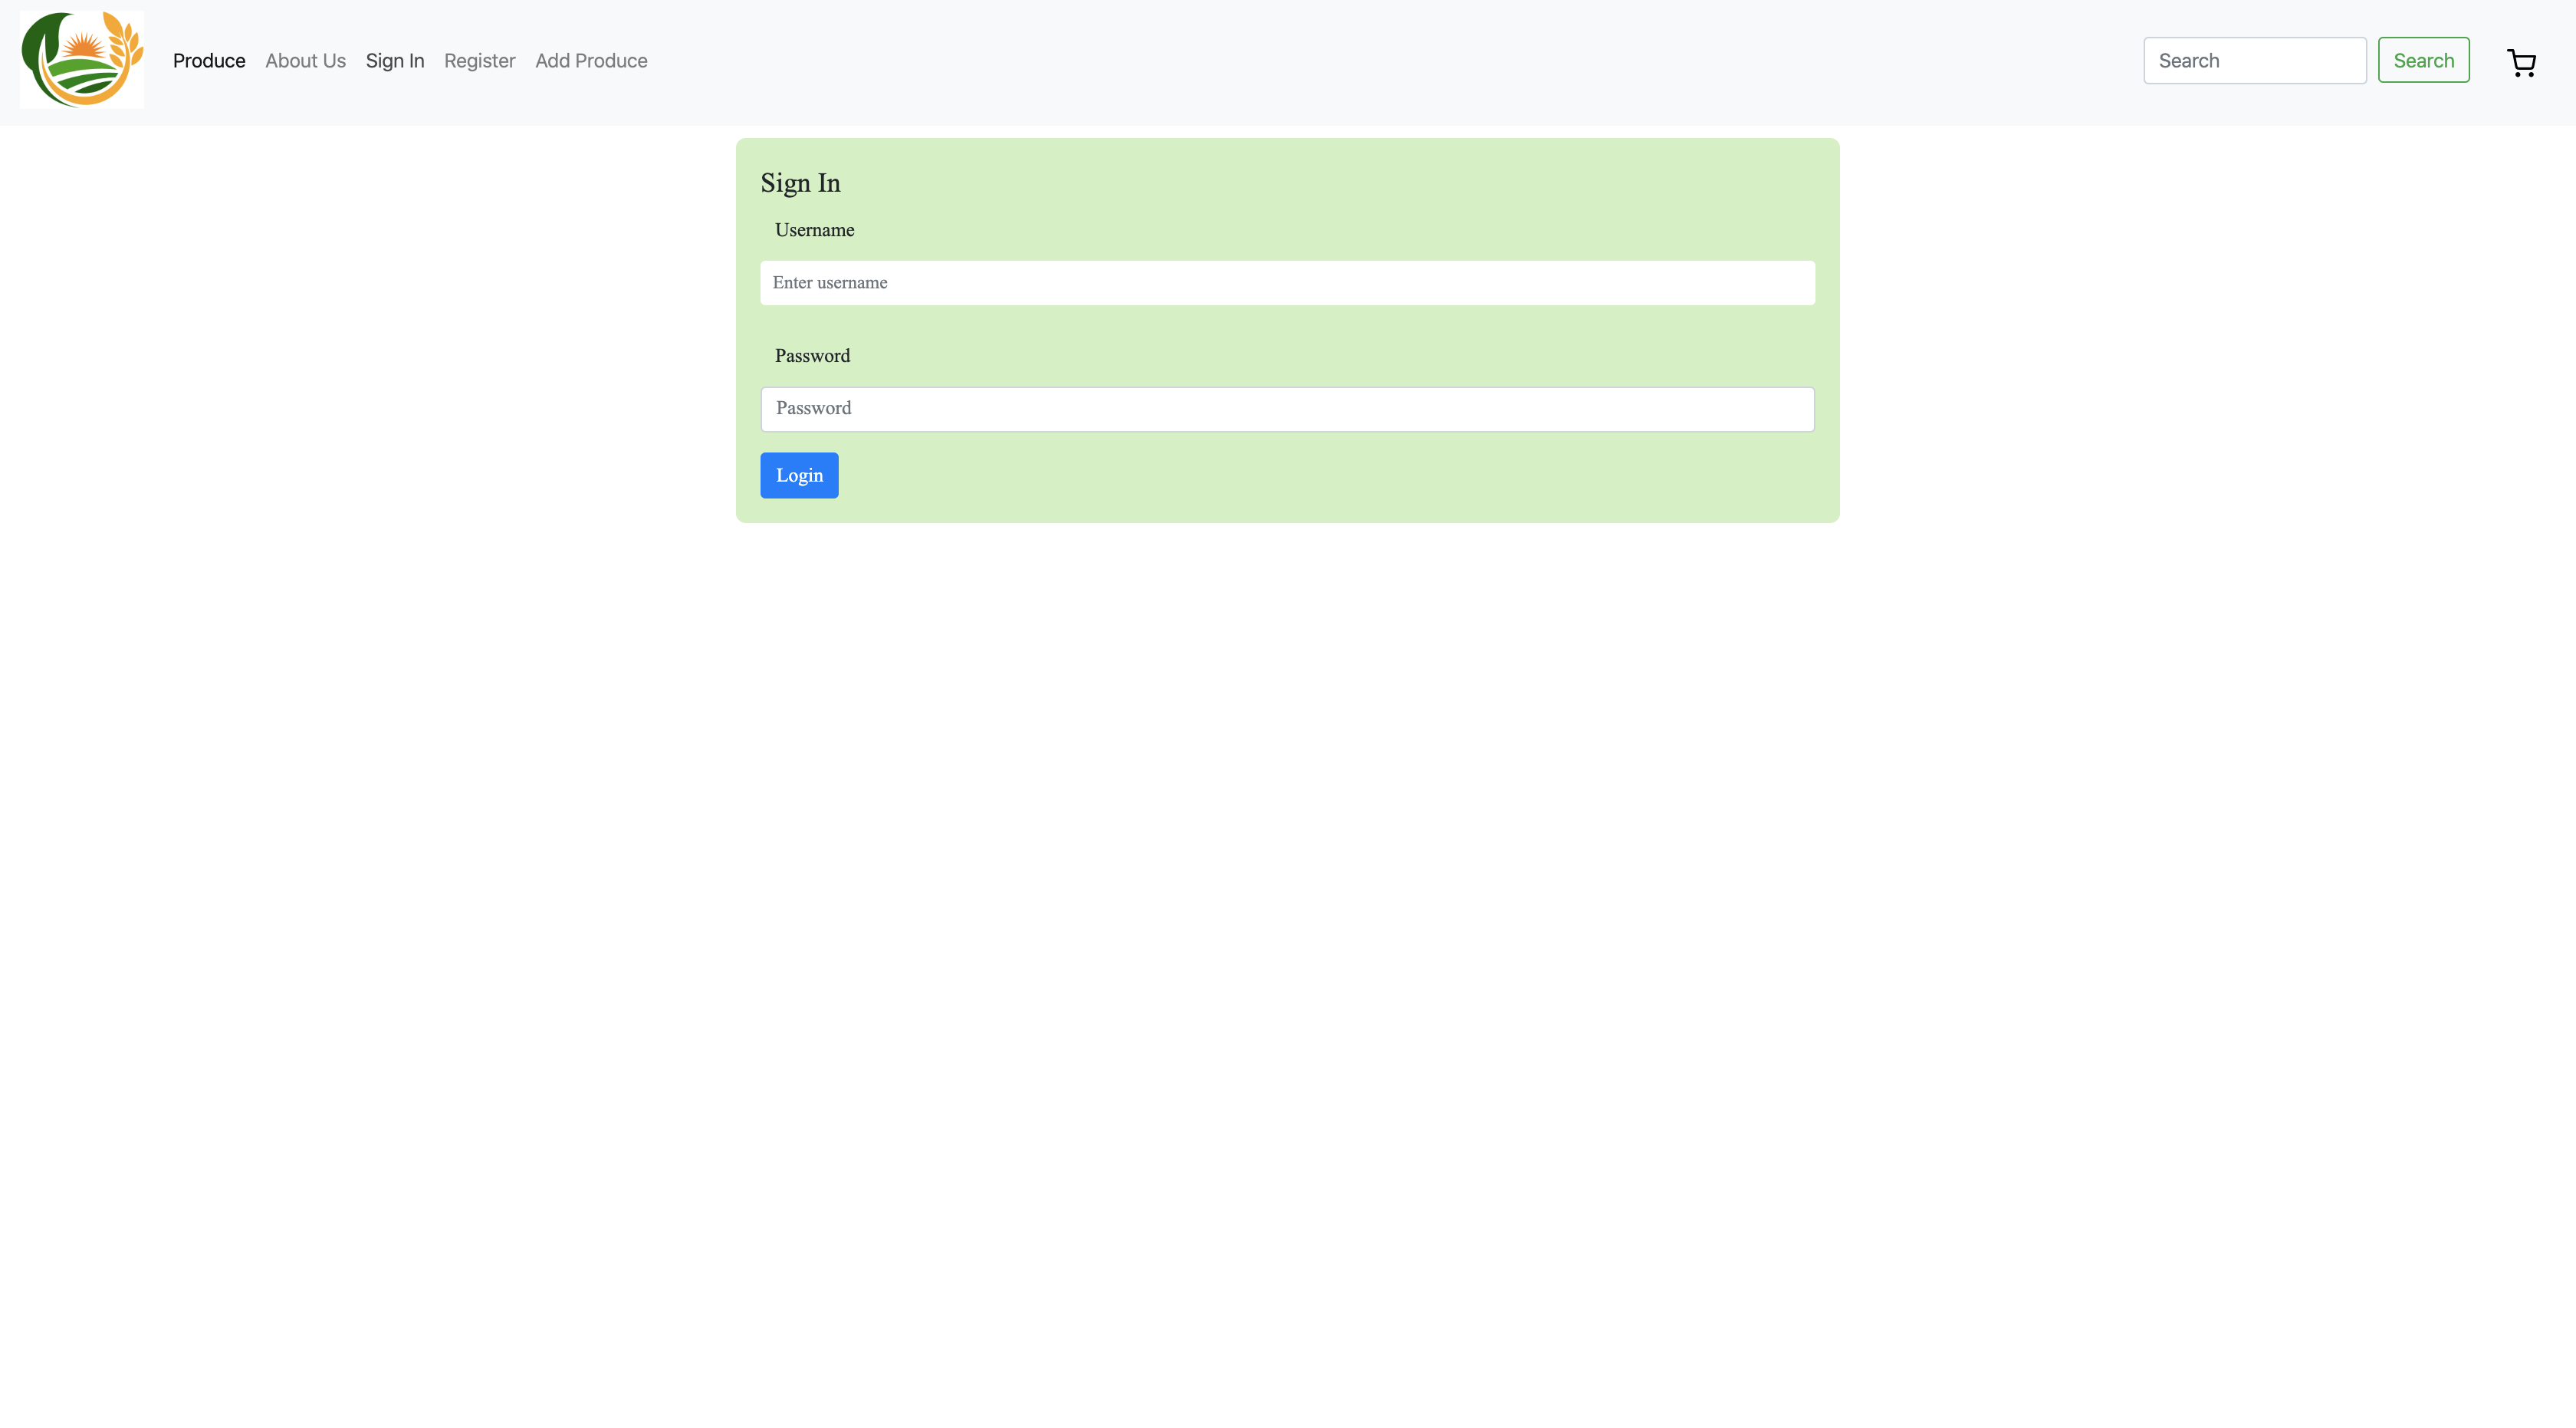 Produce About Us Sign In Register Add Produce Search Search
Sign In
Username
Enter username
Password
Password
Login